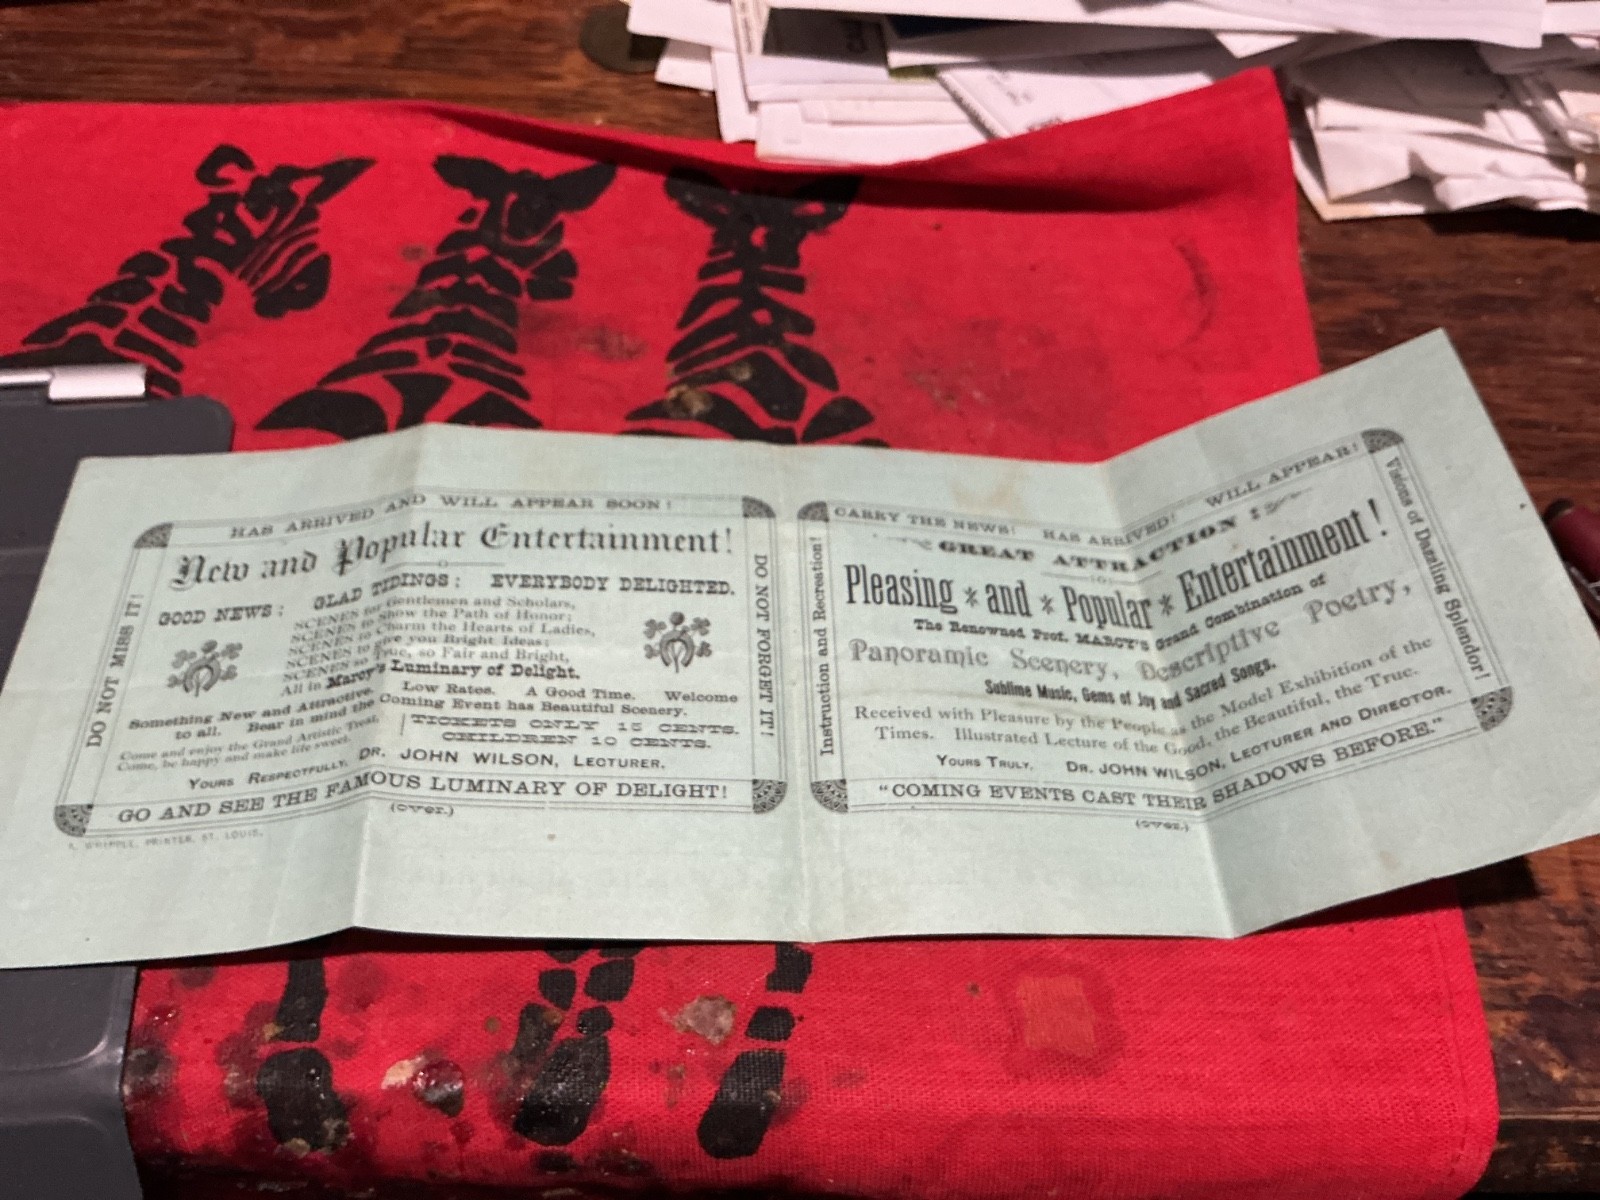 HAS ARRIVED AND WILL APPEAR SOON!
DO NOT MISS IT!
New and Popular Entertainment!
GOOD NEWS: GLAD TIDINGS: EVERYBODY DELIGHTED.
SCENES for Gentlemen and Scholars,
SCENES to Show the Path of Honor;
SCENES to Charm the Hearts of Ladies,
SCENES to Give you Bright Ideas;
SCENES so True, so Fair and Bright,
All in Marcy's Luminary of Delight.
Something New and Attractive. Low Rates. A Good Time. Welcome
to all. Bear in mind the Coming Event has Beautiful Scenery.
Come and enjoy the Grand Artistic Treat,
Come, be happy and make life sweet.
TICKETS ONLY 15 CENTS.
CHILDREN 10 CENTS.
Yours Respectfully, DR. JOHN WILSON, Lecturer.
GO AND SEE THE FAMOUS LUMINARY OF DELIGHT!
DO NOT FORGET IT!
(Over.)
WHIPPLE, PRINTER, ST. LOUIS.
CARRY THE NEWS! HAS ARRIVED! WILL APPEAR!
Instruction and Recreation!
GREAT ATTRACTION!
Pleasing and Popular Entertainment!
The Renowned Prof. MARCY'S Grand Combination of
Panoramic Scenery, Descriptive Poetry,
Sublime Music, Gems of Joy and Sacred Songs.
Received with Pleasure by the People as the Model Exhibition of the
Times. Illustrated Lecture of the Good, the Beautiful, the True.
Yours Truly, DR. JOHN WILSON, Lecturer and Director.
"COMING EVENTS CAST THEIR SHADOWS BEFORE."
Visions of Dazzling Splendor!
(Over.)